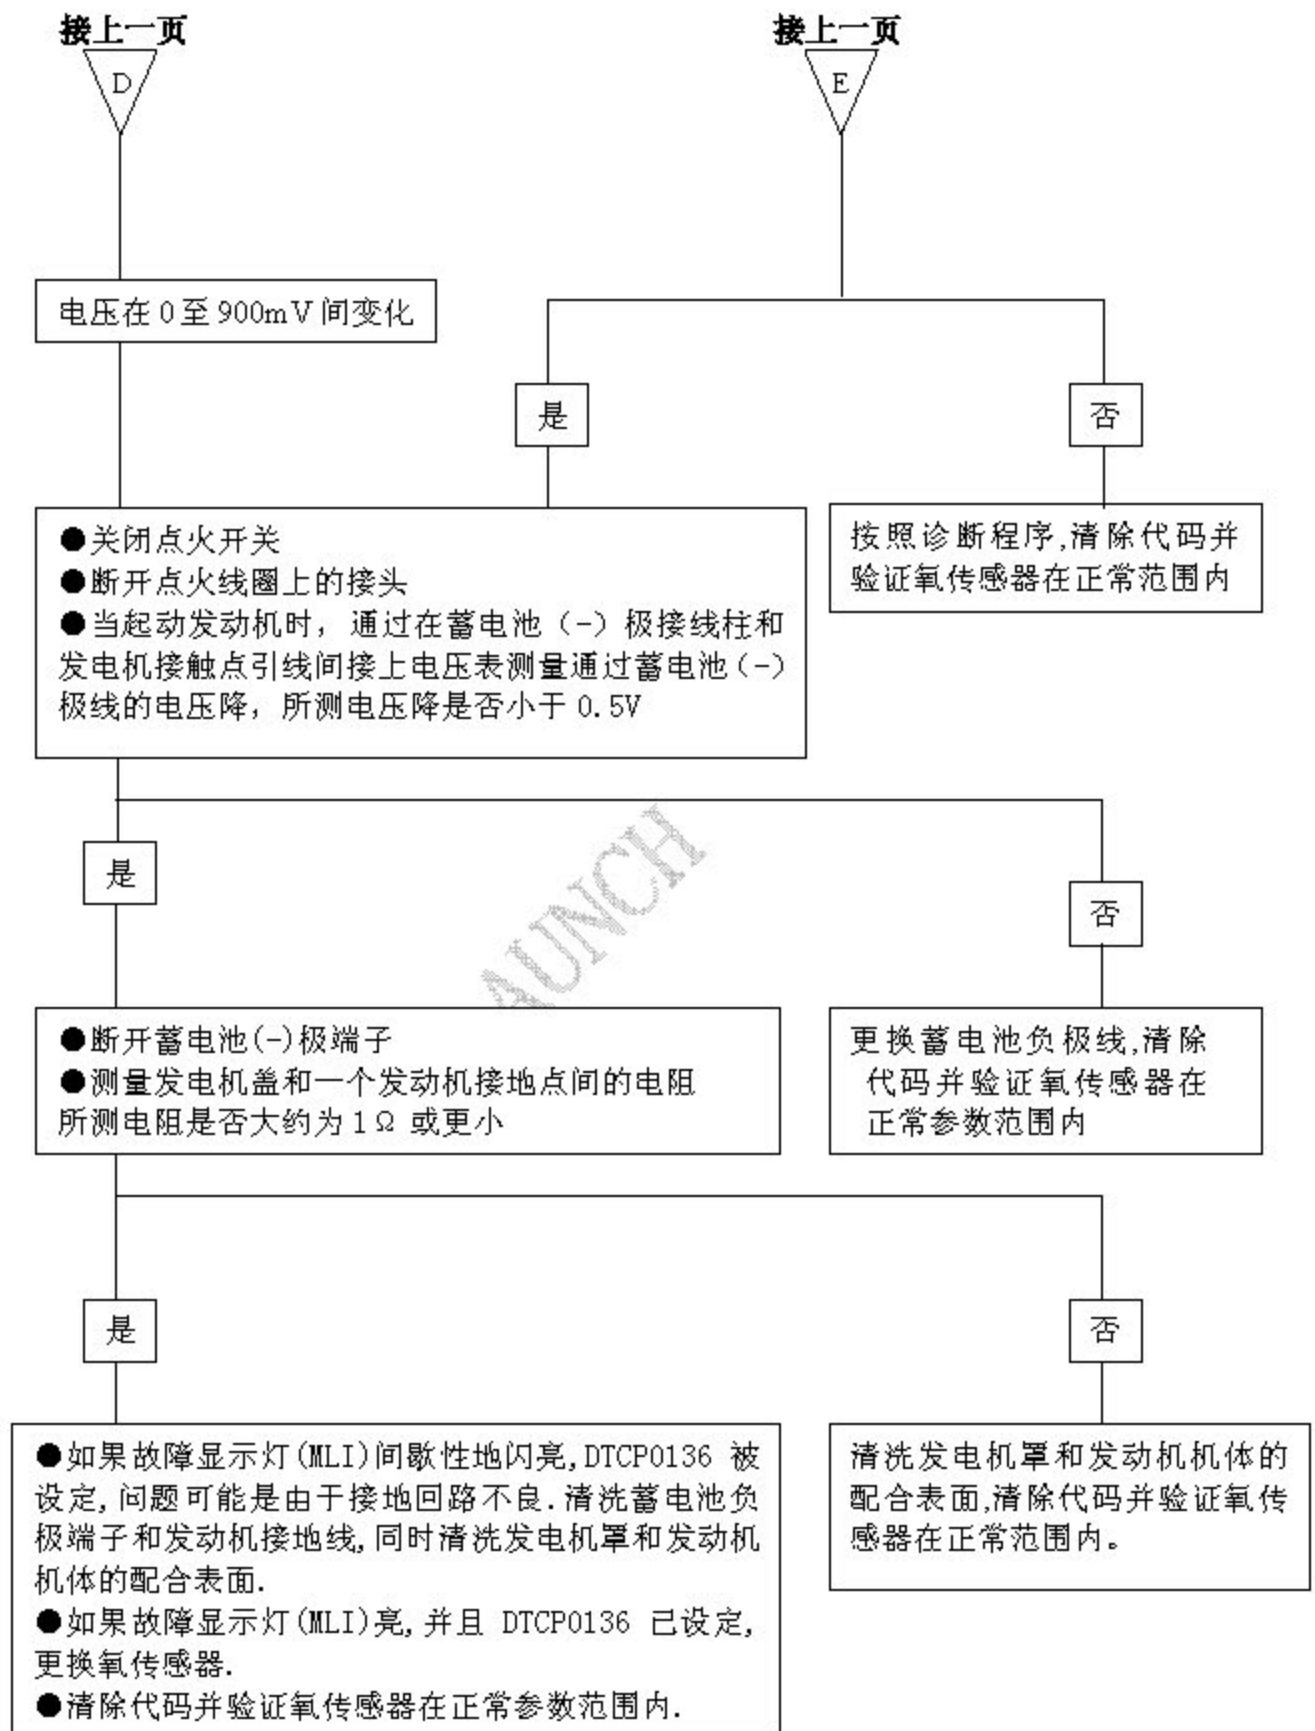 接上一页
接上一页
D
E
电压在0至900mV间变化
是
否
●关闭点火开关
●断开点火线圈上的接头
●当起动发动机时，通过在蓄电池（-）极接线柱和
发电机接触点引线间接上电压表测量通过蓄电池(-)
极线的电压降，所测电压降是否小于0.5V
按照诊断程序,清除代码并
验证氧传感器在正常范围内
AUNCH
是
否
●断开蓄电池(-)极端子
●测量发电机盖和一个发动机接地点间的电阻
所测电阻是否大约为1Ω或更小
更换蓄电池负极线,清除
代码并验证氧传感器在
正常参数范围内
是
否
●如果故障显示灯(MLI)间歇性地闪亮,DTCP0136 被
设定,问题可能是由于接地回路不良.清洗蓄电池负
极端子和发动机接地线,同时清洗发电机罩和发动机
机体的配合表面.
●如果故障显示灯(MLI)亮,并且 DTCP0136 已设定,
更换氧传感器.
●清除代码并验证氧传感器在正常参数范围内.
清洗发电机罩和发动机机体的
配合表面,清除代码并验证氧传
感器在正常范围内。